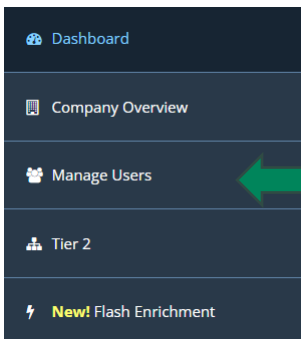 Dashboard
Company Overview
Manage Users
Tier 2
New! Flash Enrichment